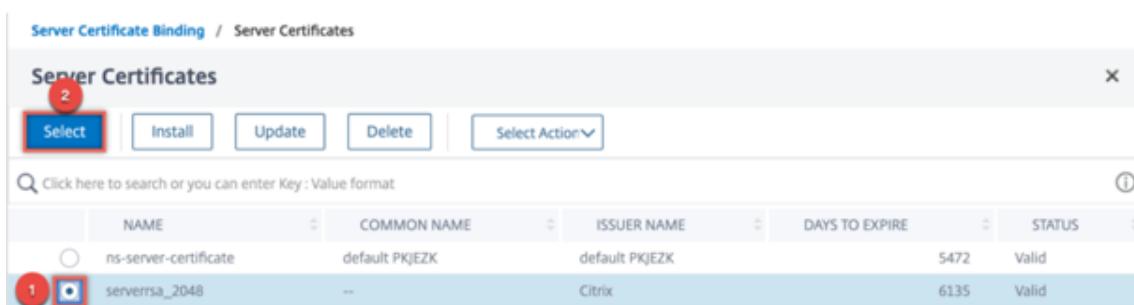 Server Certificate Binding / Server Certificates
Server Certificates
2
Select Install Update Delete Select Action
Click here to search or you can enter Key : Value format
NAME COMMON NAME ISSUER NAME DAYS TO EXPIRE STATUS
ns-server-certificate default PKJEZK default PKJEZK 5472 Valid
1 serverrsa_2048 -- Citrix 6135 Valid